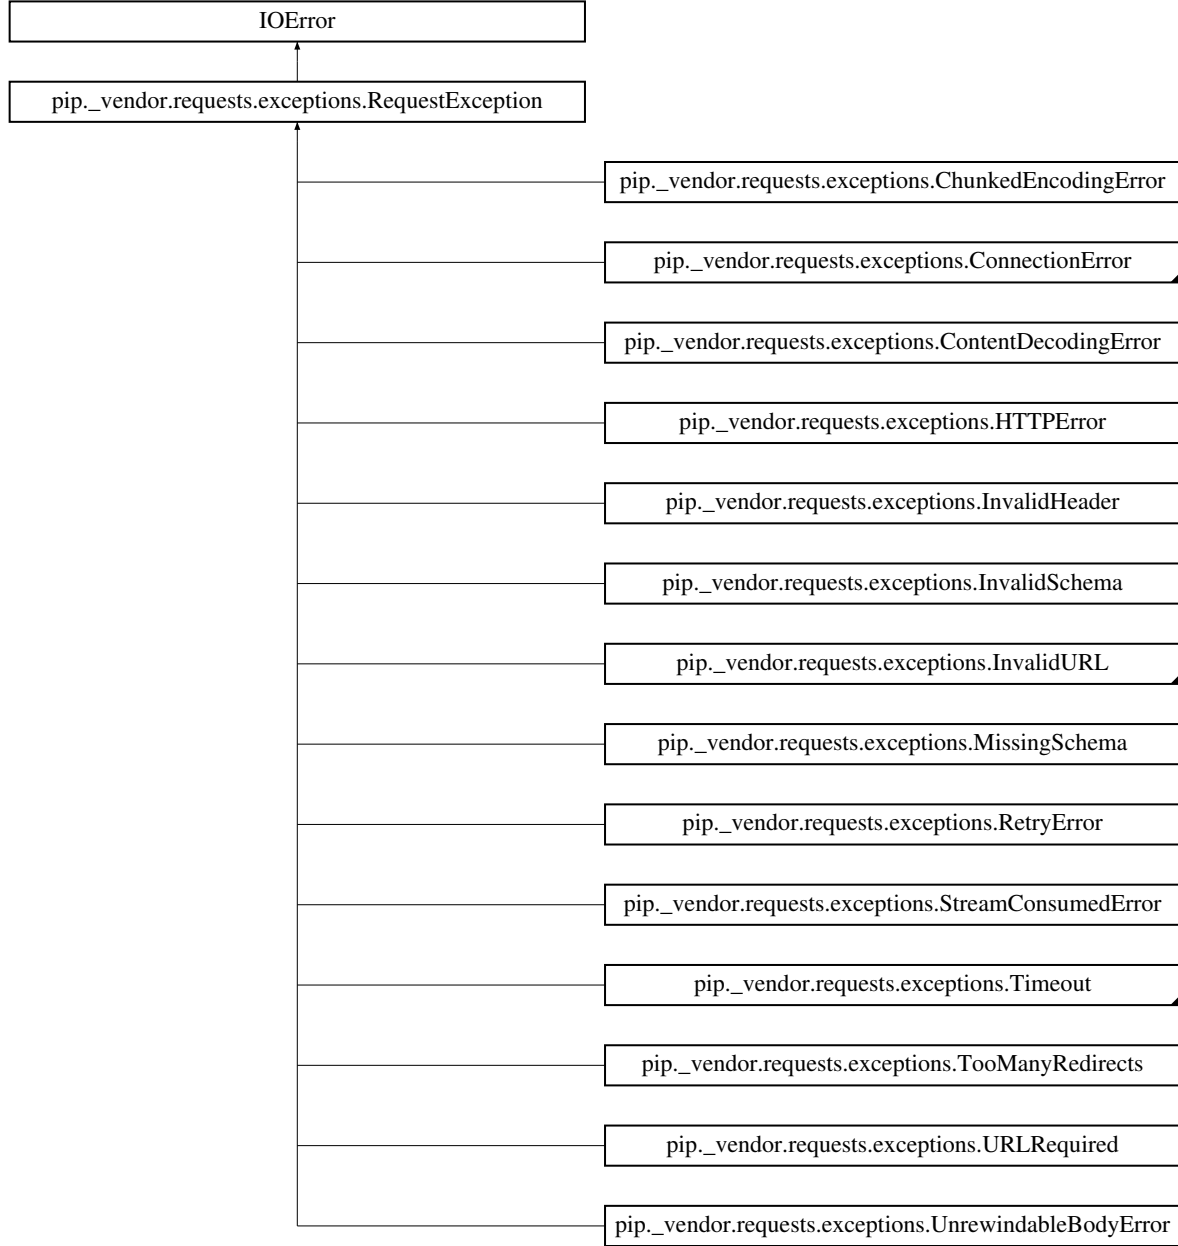 IOError
pip._vendor.requests.exceptions.RequestException
pip._vendor.requests.exceptions.ChunkedEncodingError
pip._vendor.requests.exceptions.ConnectionError
pip._vendor.requests.exceptions.ContentDecodingError
pip._vendor.requests.exceptions.HTTPError
pip._vendor.requests.exceptions.InvalidHeader
pip._vendor.requests.exceptions.InvalidSchema
pip._vendor.requests.exceptions.InvalidURL
pip._vendor.requests.exceptions.MissingSchema
pip._vendor.requests.exceptions.RetryError
pip._vendor.requests.exceptions.StreamConsumedError
pip._vendor.requests.exceptions.Timeout
pip._vendor.requests.exceptions.TooManyRedirects
pip._vendor.requests.exceptions.URLRequired
pip._vendor.requests.exceptions.UnrewindableBodyError